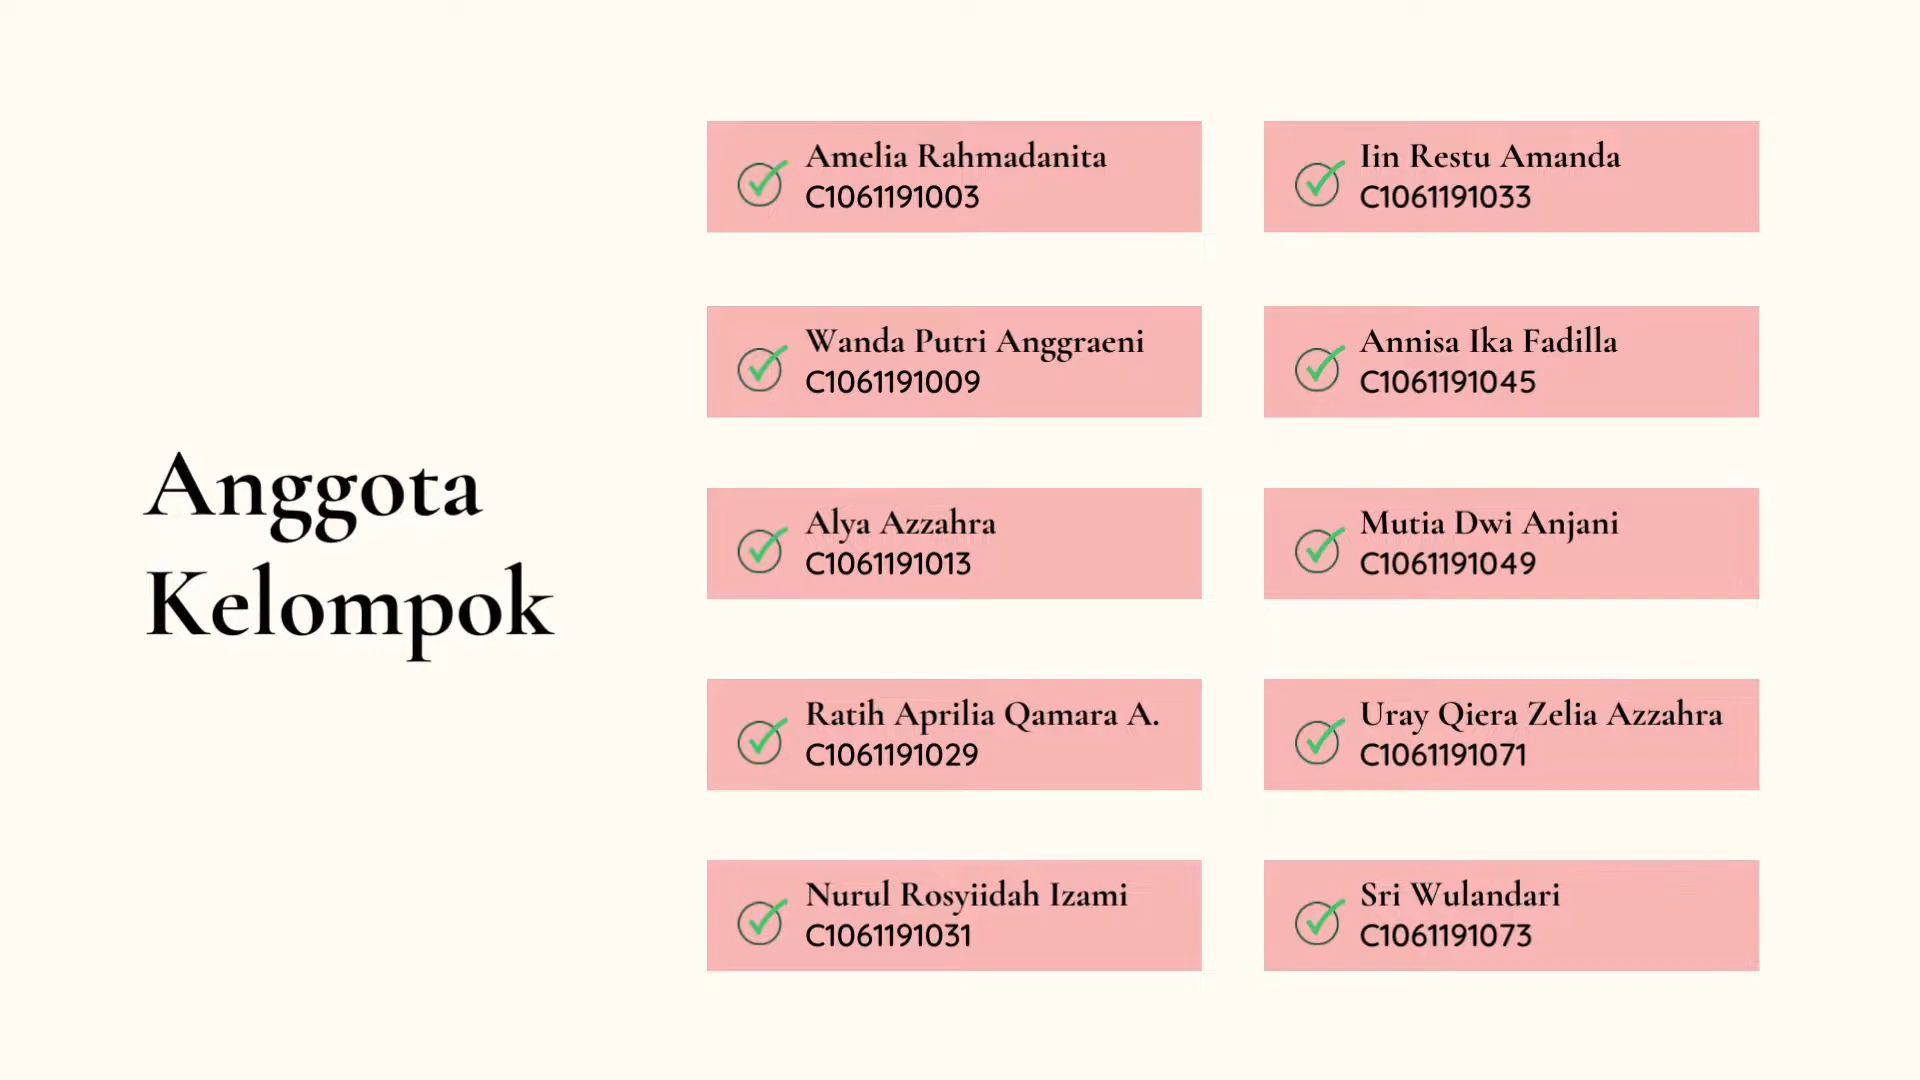 Anggota
Kelompok
Amelia Rahmadanita
C1061191003
Wanda Putri Anggraeni
C1061191009
Alya Azzahra
C1061191013
Ratih Aprilia Qamara A.
C1061191029
Nurul Rosyiidah Izami
C1061191031
Iin Restu Amanda
C1061191033
Annisa Ika Fadilla
C1061191045
Mutia Dwi Anjani
C1061191049
Uray Qiera Zelia Azzahra
C1061191071
Sri Wulandari
C1061191073